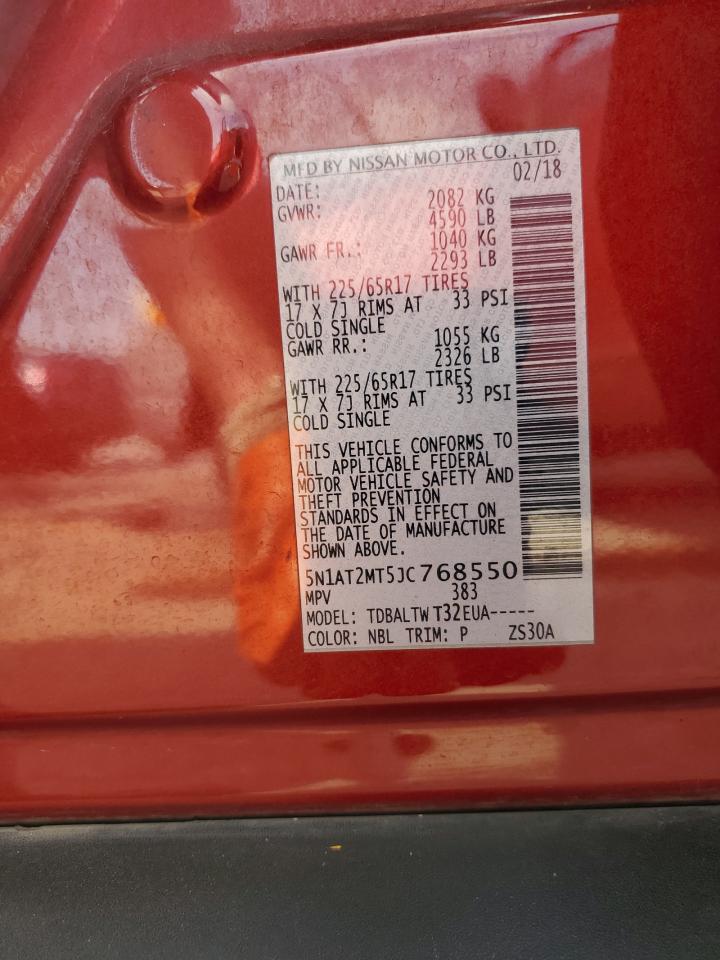 MFD BY NISSAN MOTOR CO., LTD.
DATE: 02/18
GVWR: 2082 KG
4590 LB
GAWR FR.: 1040 KG
2293 LB
WITH 225/65R17 TIRES
17 X 7J RIMS AT 33 PSI
COLD SINGLE
GAWR RR.: 1055 KG
2326 LB
WITH 225/65R17 TIRES
17 X 7J RIMS AT 33 PSI
COLD SINGLE
THIS VEHICLE CONFORMS TO
ALL APPLICABLE FEDERAL
MOTOR VEHICLE SAFETY AND
THEFT PREVENTION
STANDARDS IN EFFECT ON
THE DATE OF MANUFACTURE
SHOWN ABOVE.
5N1AT2MT5JC768550
MPV 383
MODEL: TDBALTWT32EUA-----
COLOR: NBL TRIM: P ZS30A